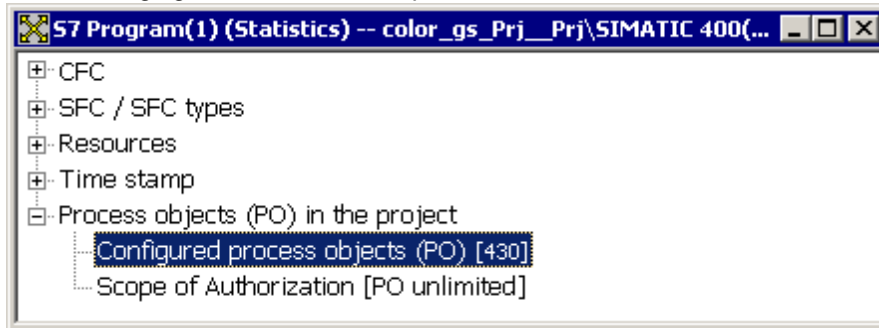 S7 Program(1) (Statistics) -- color_gs_Prj__Prj\SIMATIC 400(...
CFC
SFC / SFC types
Resources
Time stamp
Process objects (PO) in the project
Configured process objects (PO) [430]
Scope of Authorization [PO unlimited]